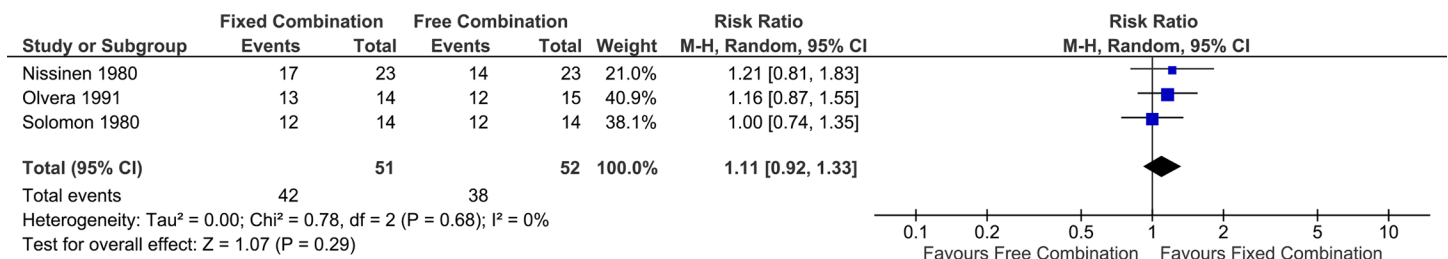 Fixed Combination Free Combination Risk Ratio Risk Ratio
Study or Subgroup Events Total Events Total Weight M-H, Random, 95% CI M-H, Random, 95% CI
Nissinen 1980 17 23 14 23 21.0% 1.21 [0.81, 1.83]
Olvera 1991 13 14 12 15 40.9% 1.16 [0.87, 1.55]
Solomon 1980 12 14 12 14 38.1% 1.00 [0.74, 1.35]
Total (95% CI) 51 52 100.0% 1.11 [0.92, 1.33]
Total events 42 38
Heterogeneity: Tau² = 0.00; Chi² = 0.78, df = 2 (P = 0.68); I² = 0%
Test for overall effect: Z = 1.07 (P = 0.29)
0.1 0.2 0.5 1 2 5 10
Favours Free Combination Favours Fixed Combination